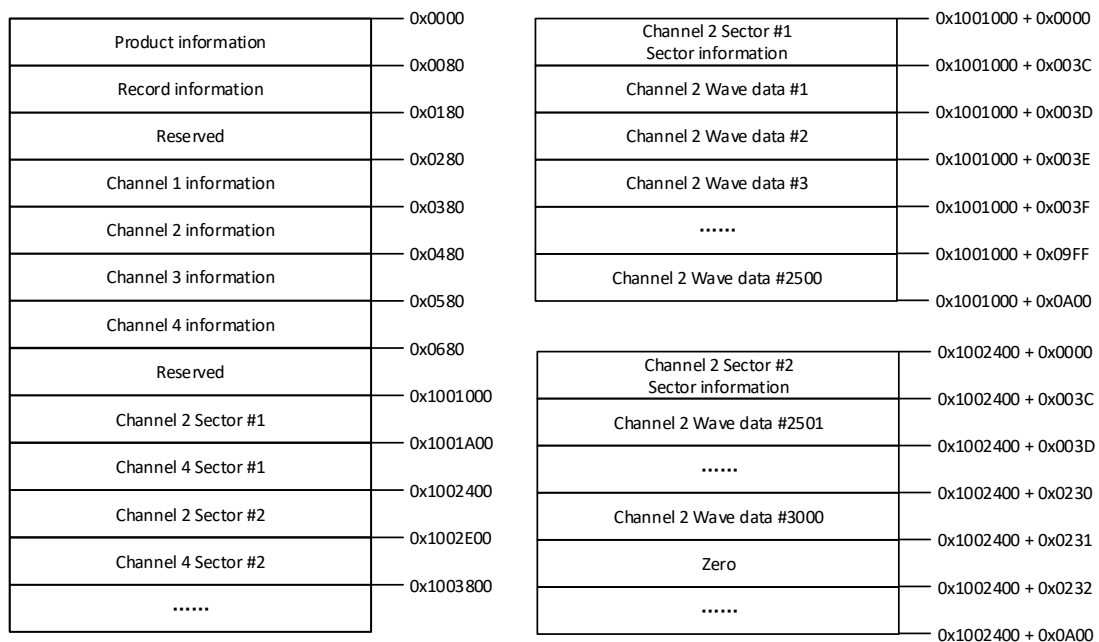 0x0000
Product information
0x0080
Record information
0x0180
Reserved
0x0280
Channel 1 information
0x0380
Channel 2 information
0x0480
Channel 3 information
0x0580
Channel 4 information
0x0680
Reserved
0x1001000
Channel 2 Sector #1
0x1001A00
Channel 4 Sector #1
0x1002400
Channel 2 Sector #2
0x1002E00
Channel 4 Sector #2
0x1003800
......
0x1001000 + 0x0000
Channel 2 Sector #1
Sector information
0x1001000 + 0x003C
Channel 2 Wave data #1
0x1001000 + 0x003D
Channel 2 Wave data #2
0x1001000 + 0x003E
Channel 2 Wave data #3
0x1001000 + 0x003F
......
0x1001000 + 0x09FF
Channel 2 Wave data #2500
0x1001000 + 0x0A00
0x1002400 + 0x0000
Channel 2 Sector #2
Sector information
0x1002400 + 0x003C
Channel 2 Wave data #2501
0x1002400 + 0x003D
......
0x1002400 + 0x0230
Channel 2 Wave data #3000
0x1002400 + 0x0231
Zero
0x1002400 + 0x0232
......
0x1002400 + 0x0A00